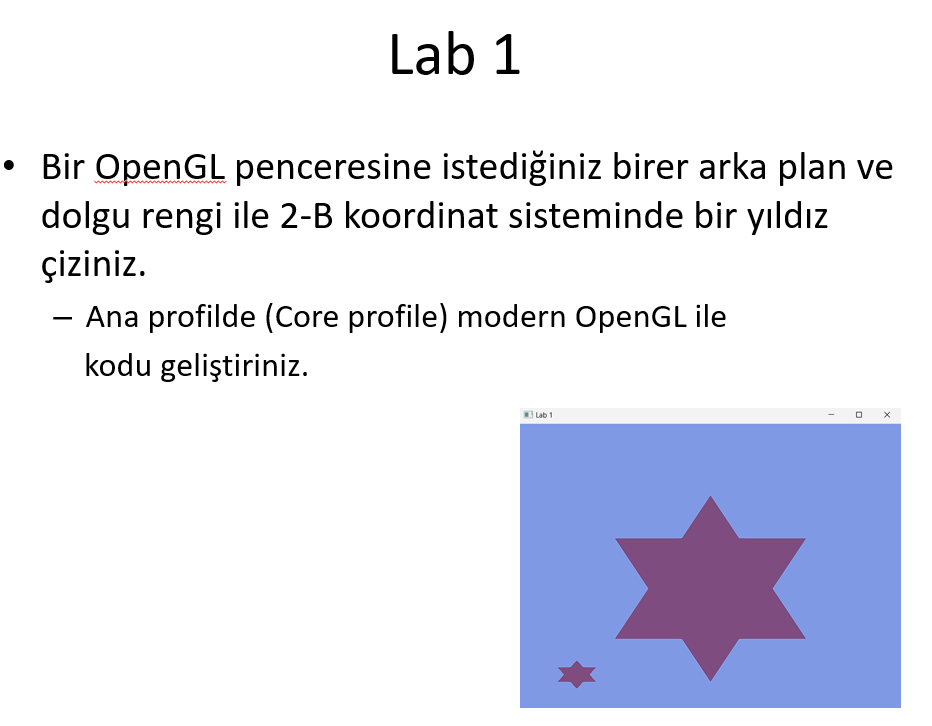 Lab 1
• Bir OpenGL penceresine istediğiniz birer arka plan ve
dolgu rengi ile 2-B koordinat sisteminde bir yıldız
çiziniz.
– Ana profilde (Core profile) modern OpenGL ile
kodu geliştiriniz.
Lab 1